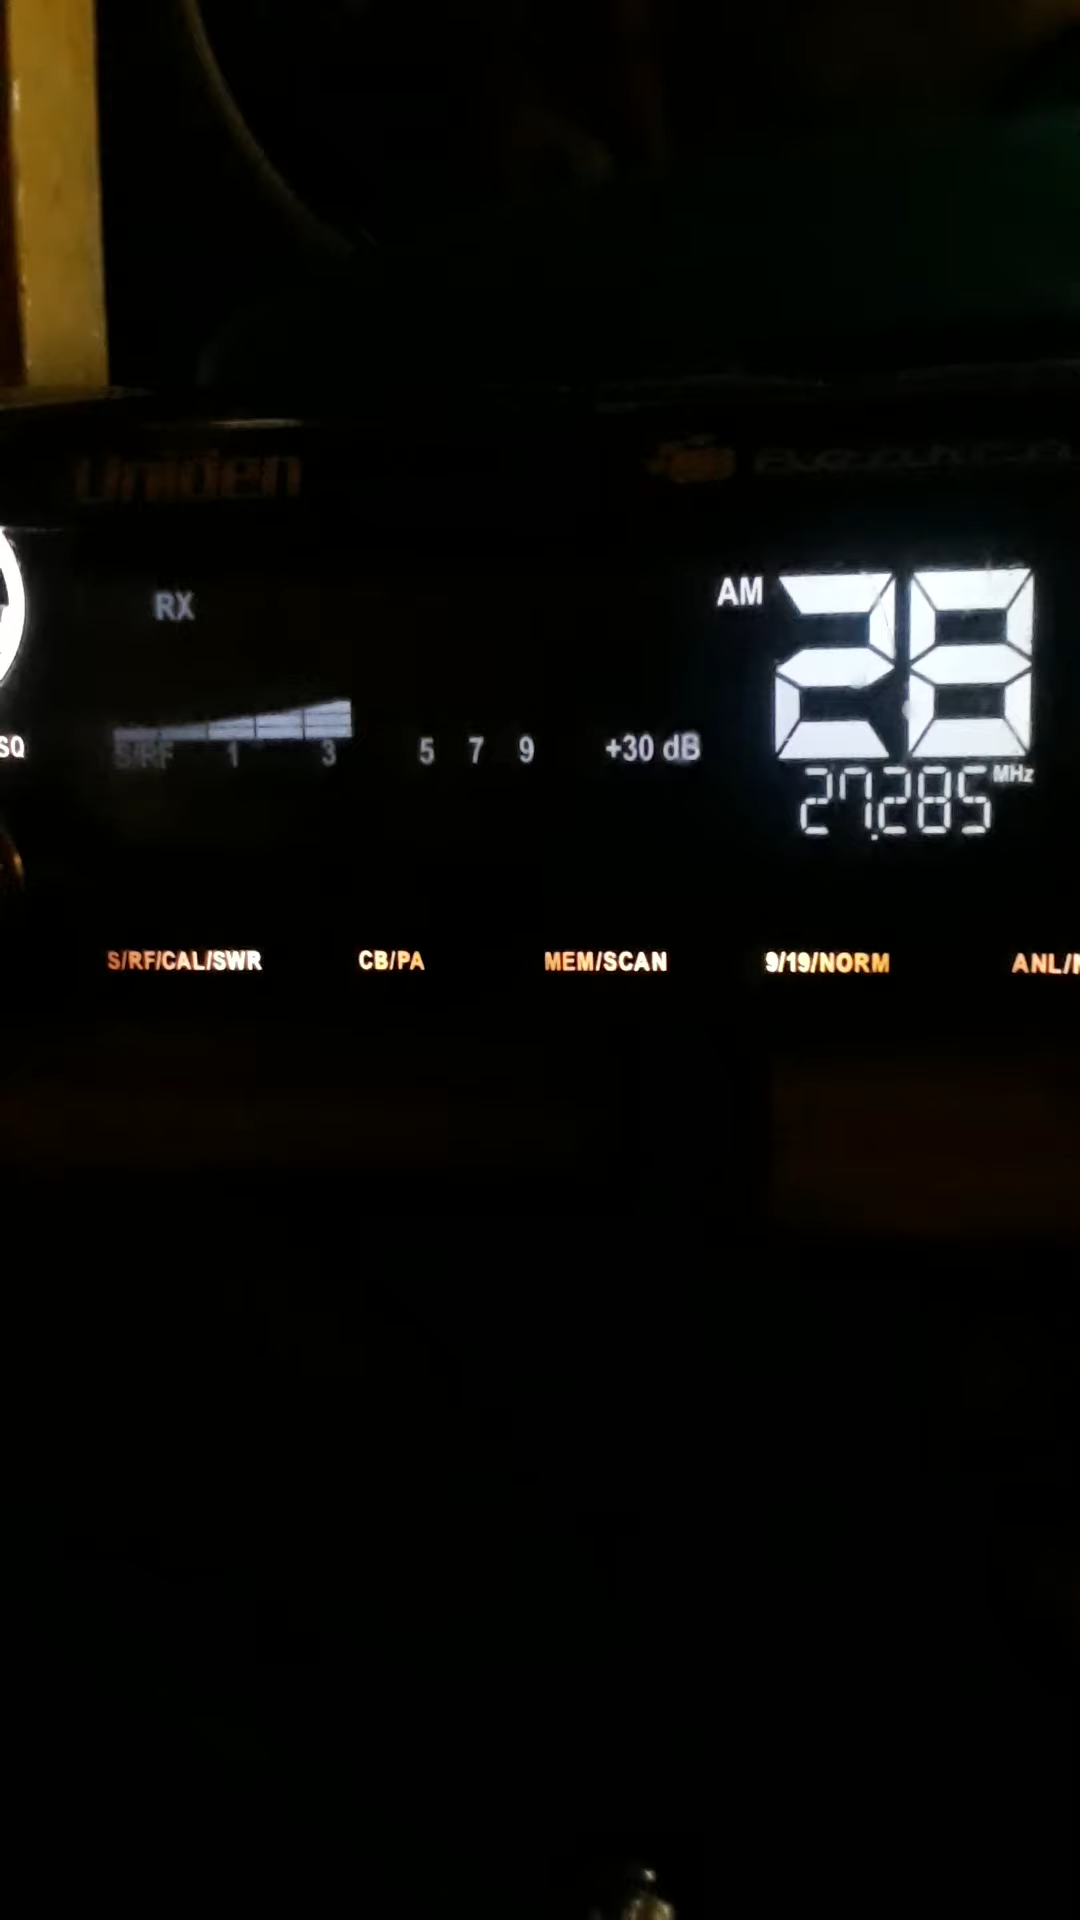 Uniden
RX
AM 28
S/RF 1 3 5 7 9 +30 dB
27.285 MHz
SQ
S/RF/CAL/SWR CB/PA MEM/SCAN 9/19/NORM